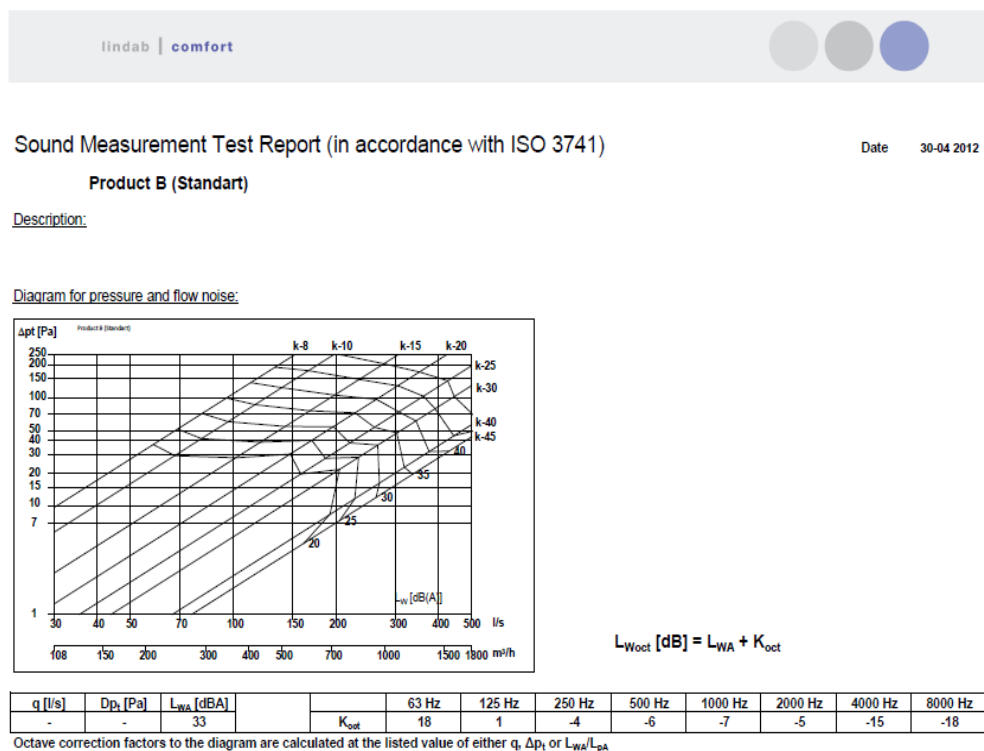 lindab | comfort
Sound Measurement Test Report (in accordance with ISO 3741)
Date 30-04 2012
Product B (Standart)
Description:
Diagram for pressure and flow noise:
Δpt [Pa]
Product B (Standart)
k-8 k-10 k-15 k-20
k-25
k-30
k-40
k-45
250
200
150
100
70
50
40
30
20
15
10
7
1
40
35
30
25
20
Lw [dB(A)]
30 40 50 70 100 150 200 300 400 500 l/s
108 150 200 300 400 500 700 1000 1500 1800 m³/h
LWoct [dB] = LWA + Koct
q [l/s] Dpt [Pa] LWA [dBA] 63 Hz 125 Hz 250 Hz 500 Hz 1000 Hz 2000 Hz 4000 Hz 8000 Hz
- - 33 Koct 18 1 -4 -6 -7 -5 -15 -18
Octave correction factors to the diagram are calculated at the listed value of either q, Δpt or LWA/LpA